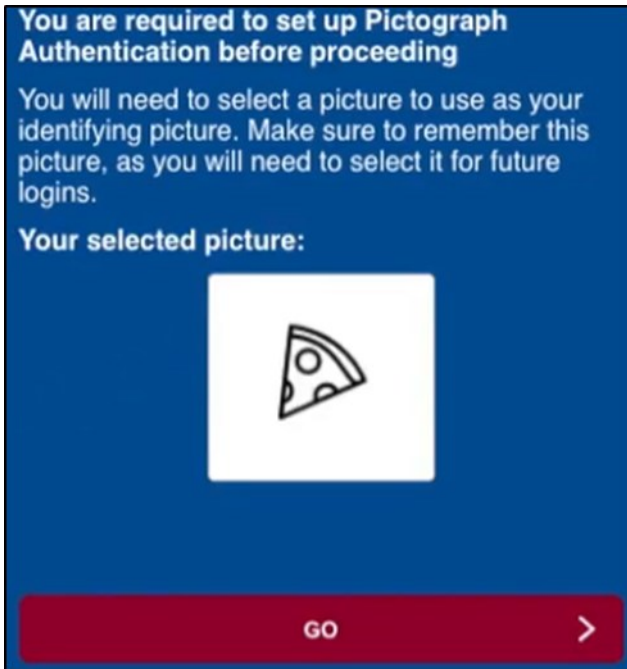 You are required to set up Pictograph
Authentication before proceeding
You will need to select a picture to use as your
identifying picture. Make sure to remember this
picture, as you will need to select it for future
logins.
Your selected picture:
GO